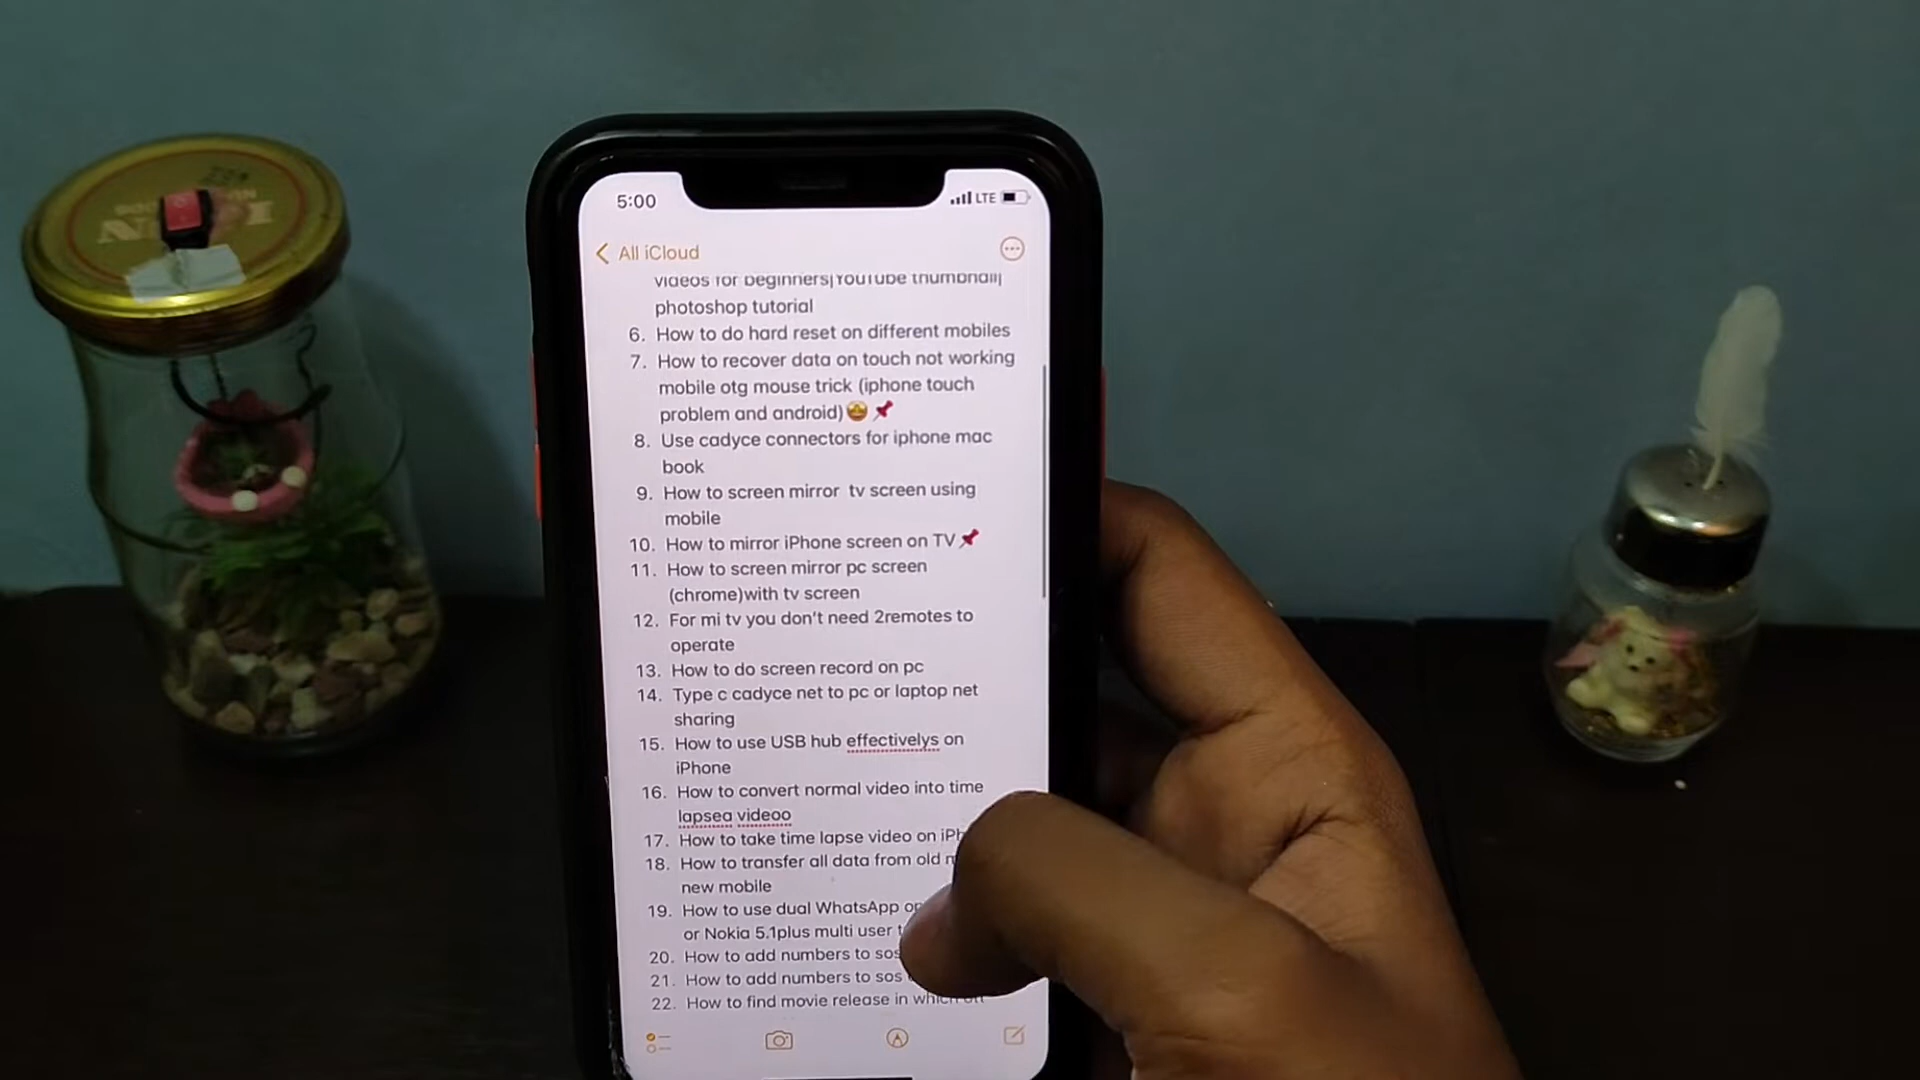 5:00
LTE
All iCloud
videos for beginners|YouTube thumbnail|
photoshop tutorial
6. How to do hard reset on different mobiles
7. How to recover data on touch not working
mobile otg mouse trick (iphone touch
problem and android)🤩📌
8. Use cadyce connectors for iphone mac
book
9. How to screen mirror tv screen using
mobile
10. How to mirror iPhone screen on TV📌
11. How to screen mirror pc screen
(chrome)with tv screen
12. For mi tv you don't need 2remotes to
operate
13. How to do screen record on pc
14. Type c cadyce net to pc or laptop net
sharing
15. How to use USB hub effectivelys on
iPhone
16. How to convert normal video into time
lapsea videoo
17. How to take time lapse video on
18. How to transfer all data from old
new mobile
19. How to use dual WhatsApp
or Nokia 5.1plus multi user
20. How to add numbers to sos
21. How to add numbers to sos
22. How to find movie release in which